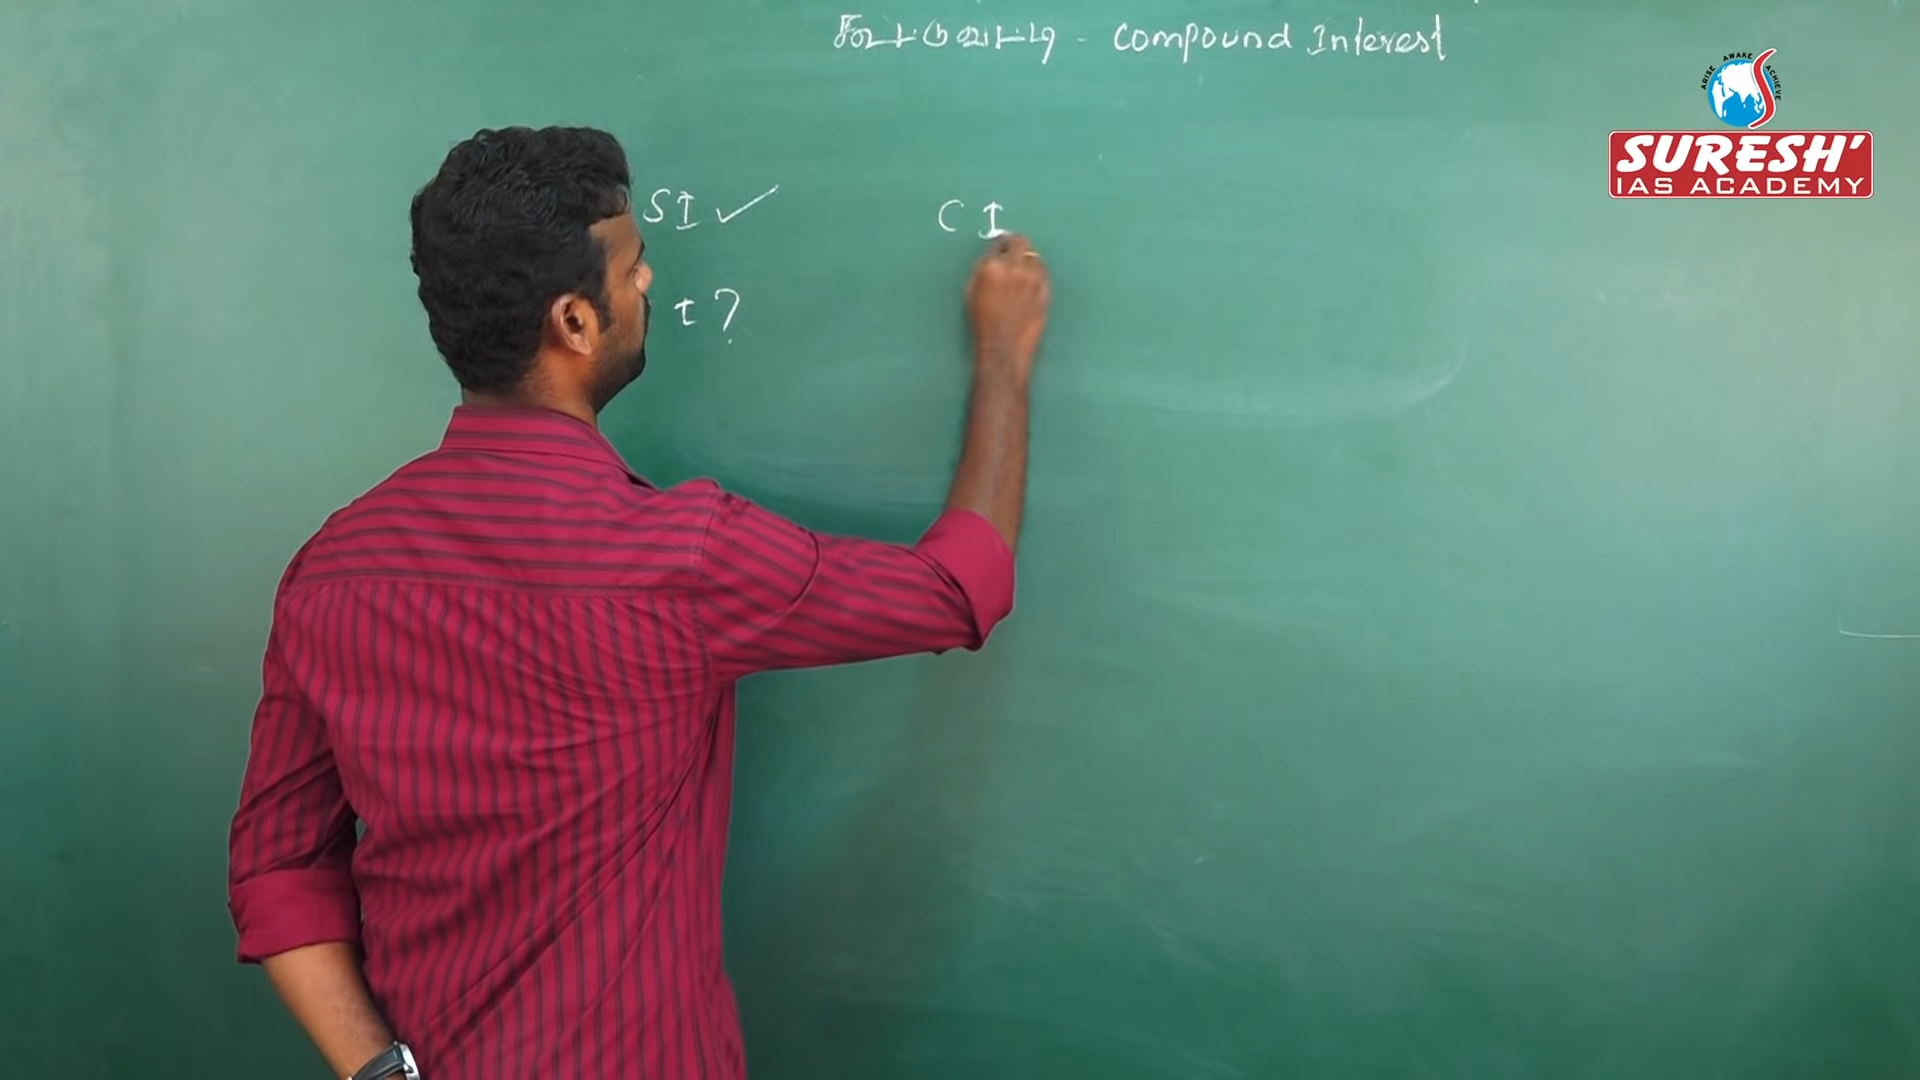 கூட்டுவட்டி - Compound Interest
ARISE AWAKE ACHIEVE
SURESH'
IAS ACADEMY
SI ✓ CI
t ?